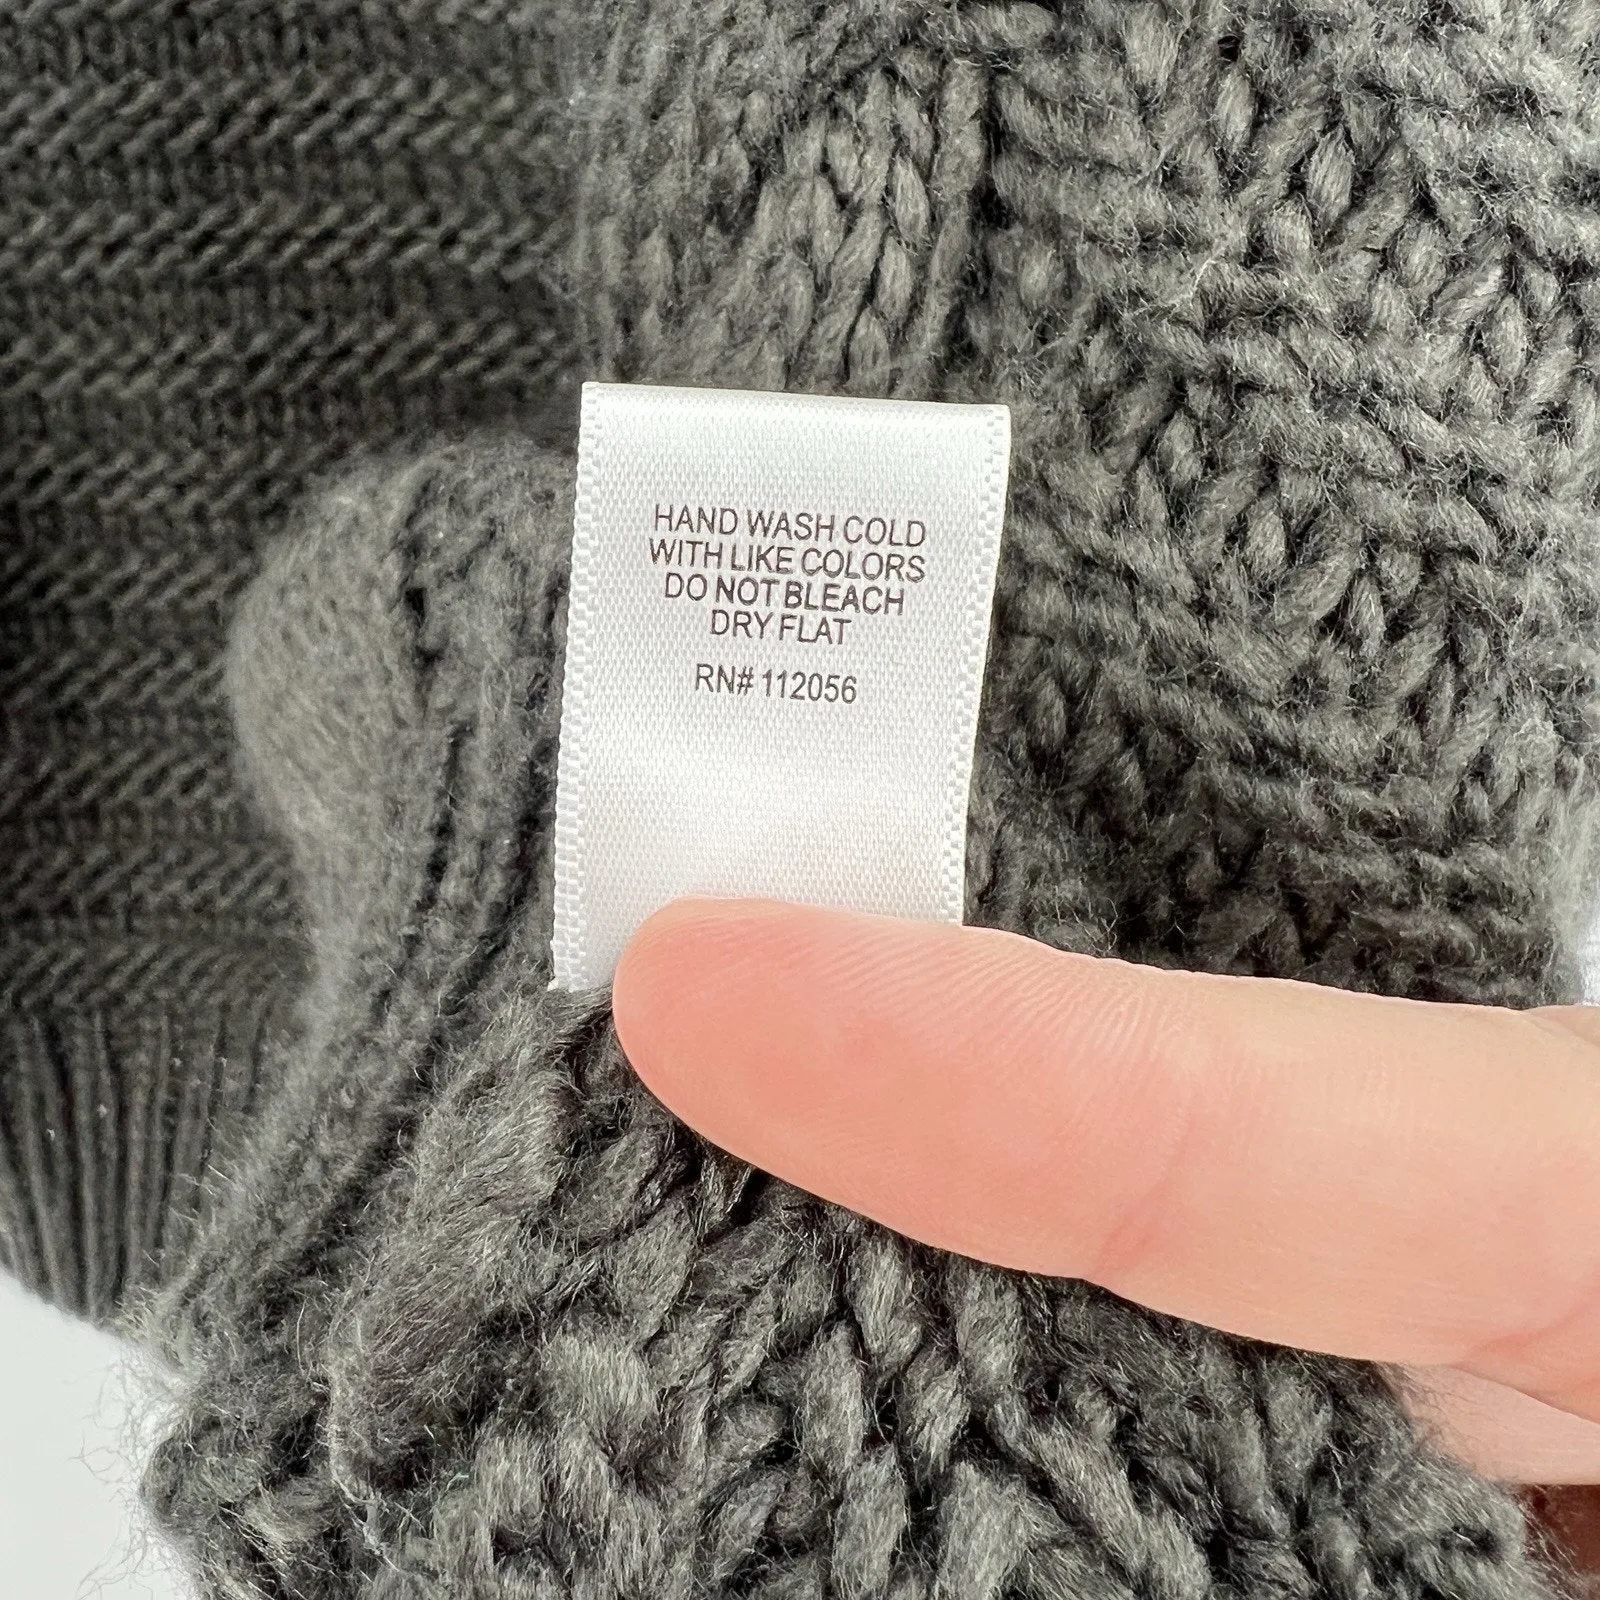 HAND WASH COLD
WITH LIKE COLORS
DO NOT BLEACH
DRY FLAT
RN# 112056